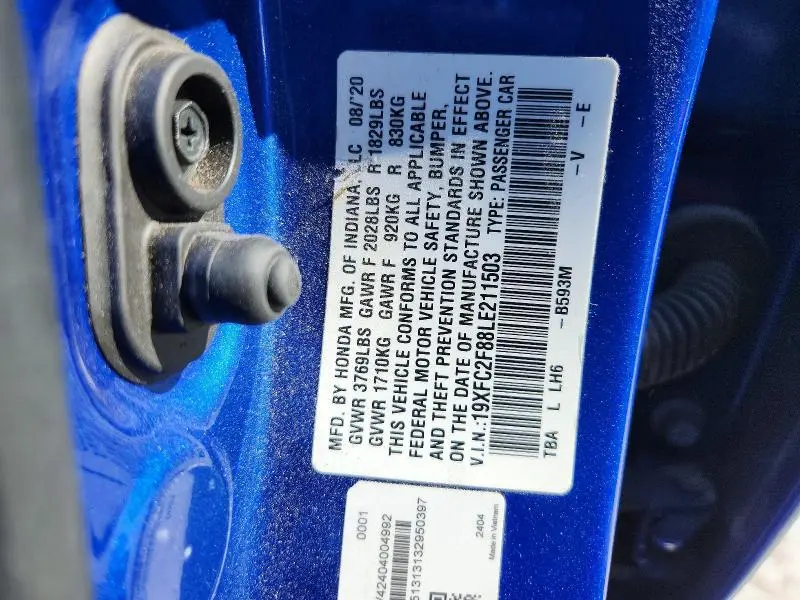 MFD. BY HONDA MFG. OF INDIANA, LLC 08/'20
GVWR 3769LBS GAWR F 2028LBS R 1829LBS
GVWR 1710KG GAWR F 920KG R 830KG
THIS VEHICLE CONFORMS TO ALL APPLICABLE
FEDERAL MOTOR VEHICLE SAFETY, BUMPER,
AND THEFT PREVENTION STANDARDS IN EFFECT
ON THE DATE OF MANUFACTURE SHOWN ABOVE.
V.I.N.:19XFC2F88LE211503 TYPE: PASSENGER CAR
TBA L LH6 -B593M -V -E
0001
42404004992
51313132950397
2404
Made in Vietnam